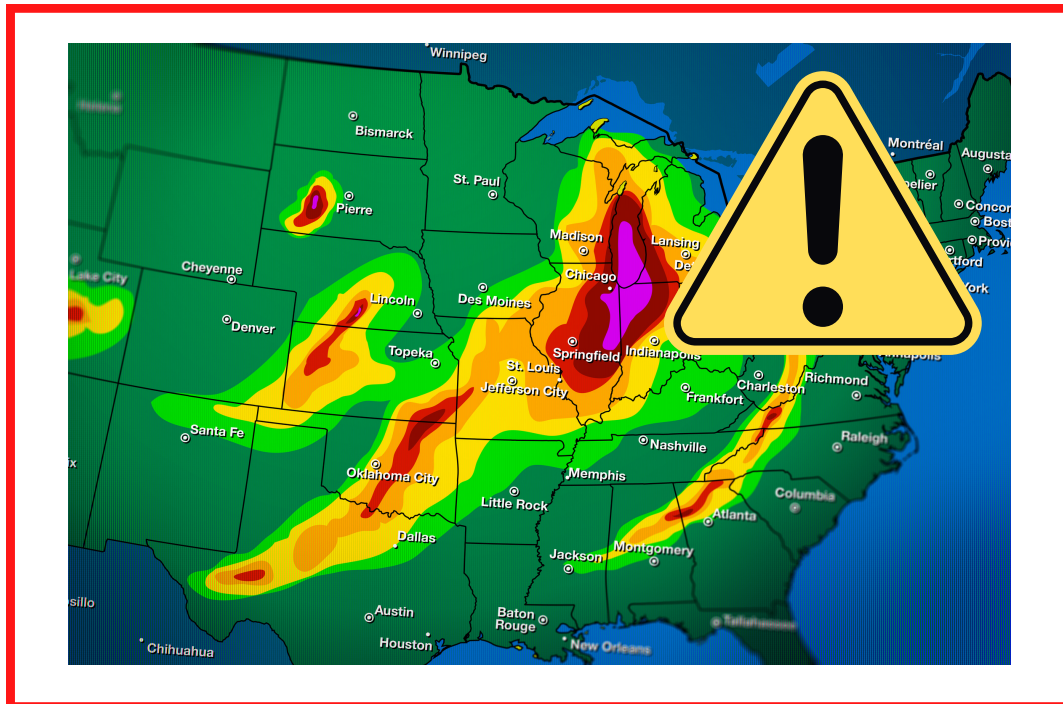 Winnipeg
Bismarck
Montréal
Augusta
St. Paul
Pierre
Madison
Lansing
Chicago
Cheyenne
Lake City
Lincoln
Des Moines
Denver
Topeka
Springfield
Indianapolis
St. Louis
Jefferson City
Frankfort
Charleston
Richmond
Santa Fe
Nashville
Raleigh
Oklahoma City
Memphis
Little Rock
Columbia
Atlanta
Dallas
Jackson
Montgomery
Austin
Baton
Rouge
Houston
New Orleans
Tallahassee
Chihuahua